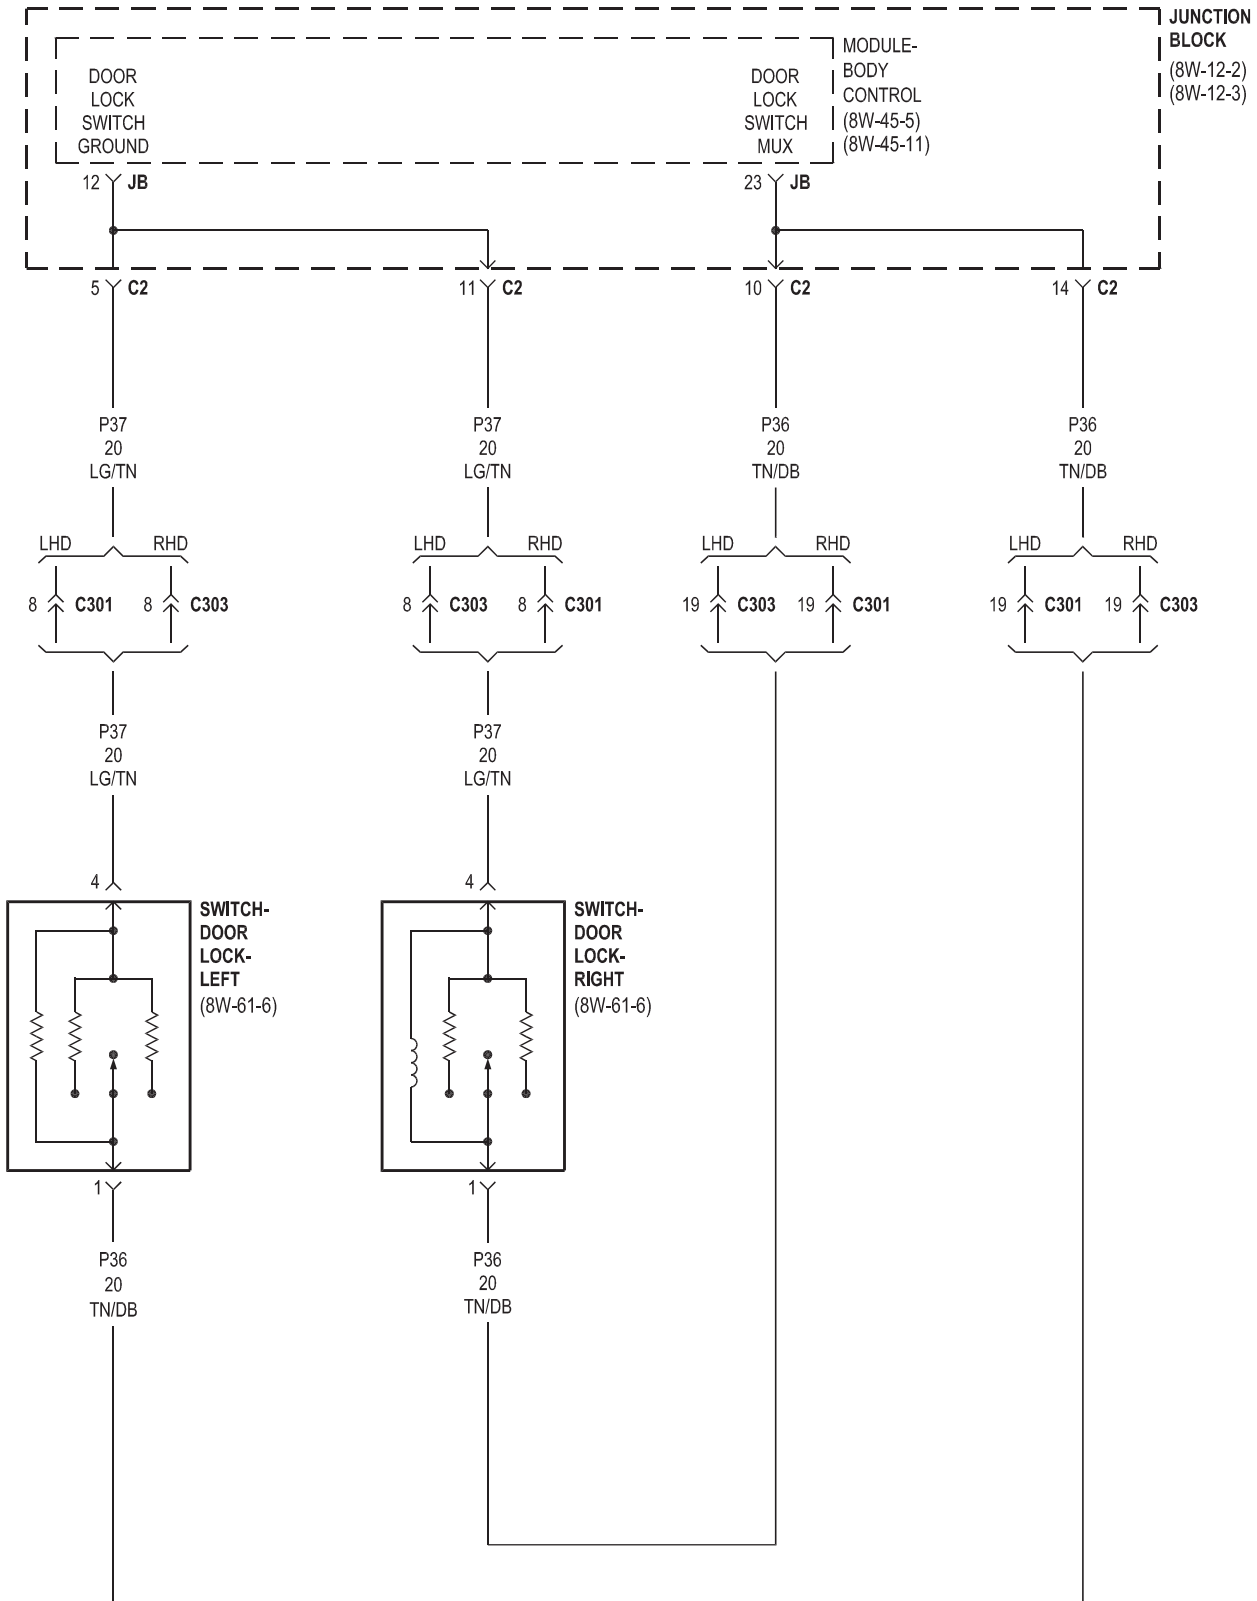 JUNCTION
BLOCK
(8W-12-2)
(8W-12-3)
MODULE-
BODY
CONTROL
(8W-45-5)
(8W-45-11)
DOOR
LOCK
SWITCH
GROUND
DOOR
LOCK
SWITCH
MUX
12 JB
23 JB
5 C2
11 C2
10 C2
14 C2
P37
20
LG/TN
P37
20
LG/TN
P36
20
TN/DB
P36
20
TN/DB
LHD RHD
LHD RHD
LHD RHD
LHD RHD
8 C301 8 C303
8 C303 8 C301
19 C303 19 C301
19 C301 19 C303
P37
20
LG/TN
P37
20
LG/TN
4
4
SWITCH-
DOOR
LOCK-
LEFT
(8W-61-6)
SWITCH-
DOOR
LOCK-
RIGHT
(8W-61-6)
1
1
P36
20
TN/DB
P36
20
TN/DB